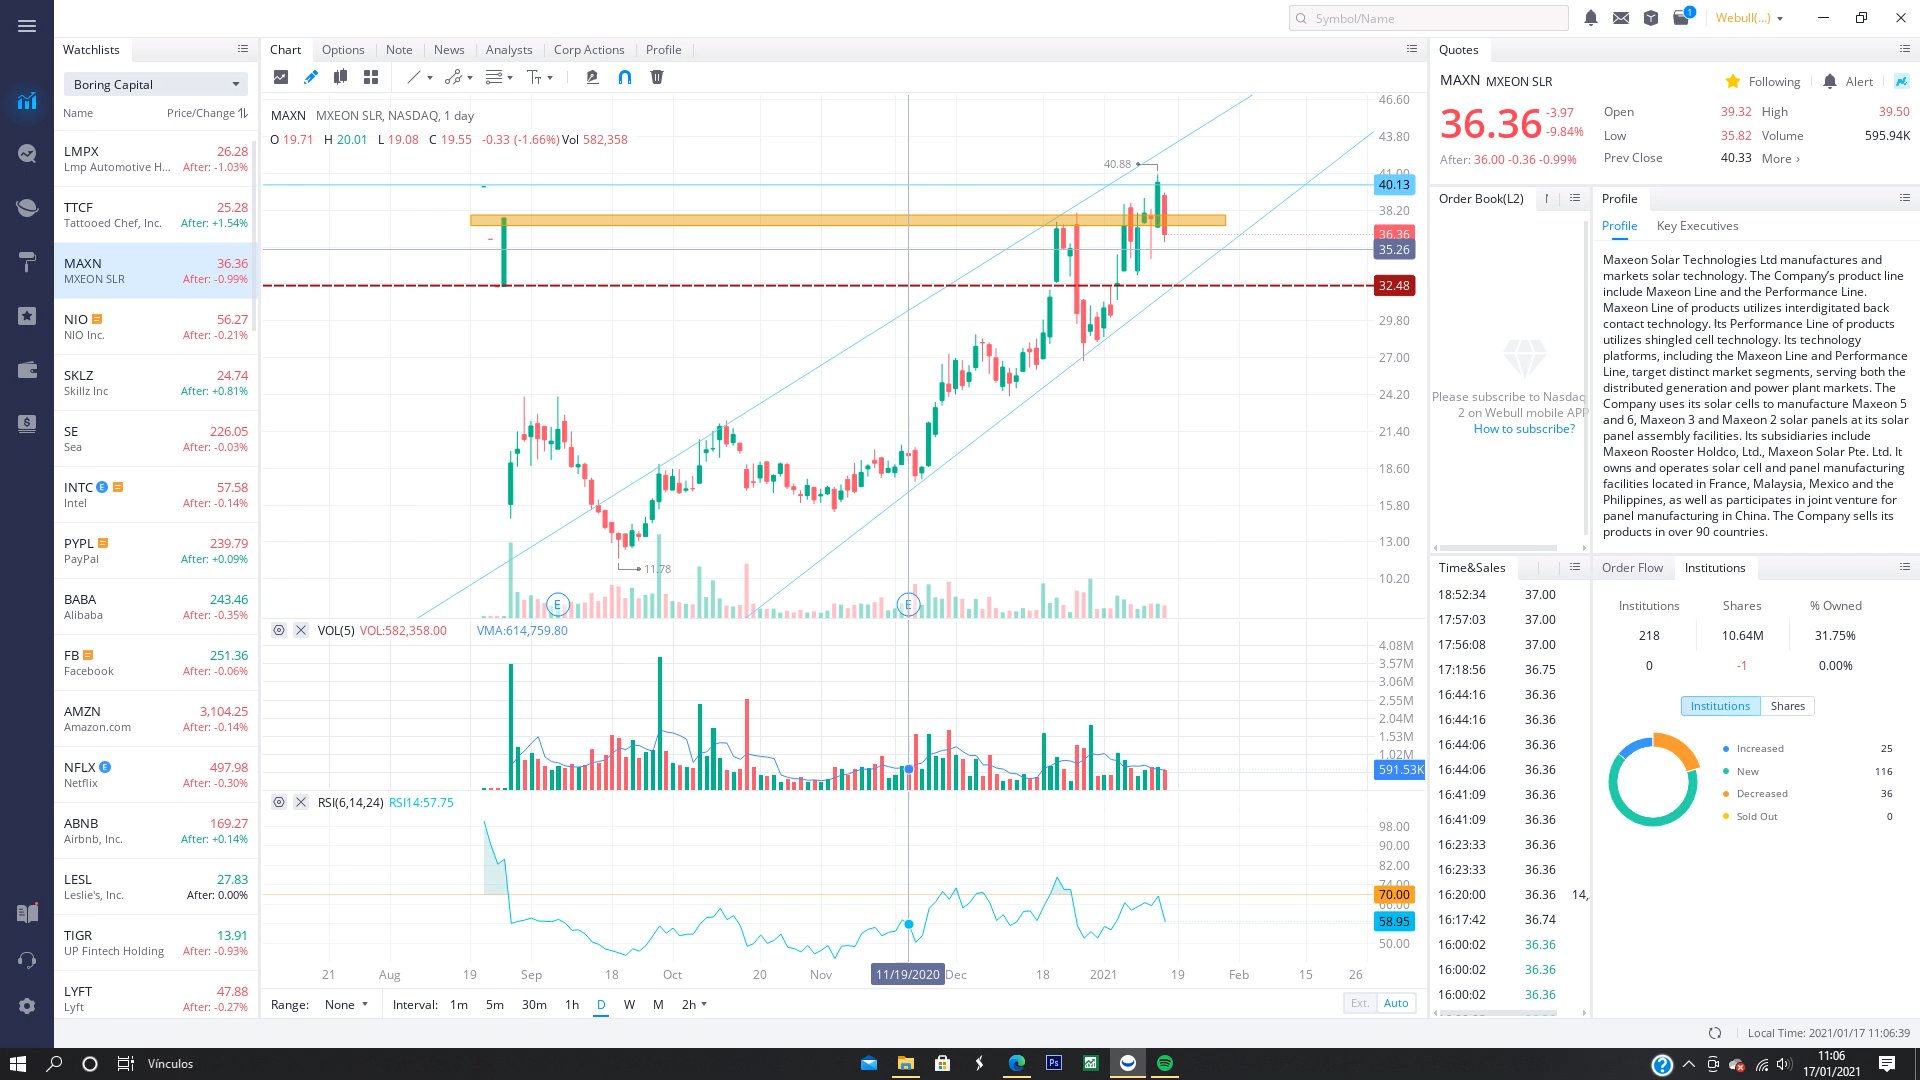 Symbol/Name
1
Webull(...)
Watchlists
Boring Capital
Name Price/Change
LMPX 26.28
Lmp Automotive H... After: -1.03%
TTCF 25.28
Tattooed Chef, Inc. After: +1.54%
MAXN 36.36
MXEON SLR After: -0.99%
NIO 56.27
NIO Inc. After: -0.21%
SKLZ 24.74
Skillz Inc After: +0.81%
SE 226.05
Sea After: -0.03%
INTC E 57.58
Intel After: -0.14%
PYPL 239.79
PayPal After: +0.09%
BABA 243.46
Alibaba After: -0.35%
FB 251.36
Facebook After: -0.06%
AMZN 3,104.25
Amazon.com After: -0.14%
NFLX E 497.98
Netflix After: -0.30%
ABNB 169.27
Airbnb, Inc. After: +0.14%
LESL 27.83
Leslie's, Inc. After: 0.00%
TIGR 13.91
UP Fintech Holding After: -0.93%
LYFT 47.88
Lyft After: -0.27%
Chart Options Note News Analysts Corp Actions Profile
MAXN MXEON SLR, NASDAQ, 1 day
O 19.71 H 20.01 L 19.08 C 19.55 -0.33 (-1.66%) Vol 582,358
46.60
43.80
40.88
41.00
40.13
38.20
36.36
35.26
32.48
29.80
27.00
24.20
21.40
18.60
15.80
13.00
11.78
10.20
E E
VOL(5) VOL:582,358.00 VMA:614,759.80
4.08M
3.57M
3.06M
2.55M
2.04M
1.53M
1.02M
591.53K
RSI(6,14,24) RSI14:57.75
98.00
90.00
82.00
74.00
70.00
66.00
58.95
50.00
21 Aug 19 Sep 18 Oct 20 Nov 11/19/2020 Dec 18 2021 19 Feb 15 26
Range: None Interval: 1m 5m 30m 1h D W M 2h Ext. Auto
Quotes
MAXN MXEON SLR Following Alert
36.36 -3.97
-9.84%
After: 36.00 -0.36 -0.99%
Open 39.32 High 39.50
Low 35.82 Volume 595.94K
Prev Close 40.33 More ›
Order Book(L2)
Please subscribe to Nasdaq
2 on Webull mobile APP
How to subscribe?
Profile
Profile Key Executives
Maxeon Solar Technologies Ltd manufactures and
markets solar technology. The Company's product line
include Maxeon Line and the Performance Line.
Maxeon Line of products utilizes interdigitated back
contact technology. Its Performance Line of products
utilizes shingled cell technology. Its technology
platforms, including the Maxeon Line and Performance
Line, target distinct market segments, serving both the
distributed generation and power plant markets. The
Company uses its solar cells to manufacture Maxeon 5
and 6, Maxeon 3 and Maxeon 2 solar panels at its solar
panel assembly facilities. Its subsidiaries include
Maxeon Rooster Holdco, Ltd., Maxeon Solar Pte. Ltd. It
owns and operates solar cell and panel manufacturing
facilities located in France, Malaysia, Mexico and the
Philippines, as well as participates in joint venture for
panel manufacturing in China. The Company sells its
products in over 90 countries.
Time&Sales
18:52:34 37.00
17:57:03 37.00
17:56:08 37.00
17:18:56 36.75
16:44:16 36.36
16:44:16 36.36
16:44:06 36.36
16:44:06 36.36
16:41:09 36.36
16:41:09 36.36
16:23:33 36.36
16:23:33 36.36
16:20:00 36.36 14,
16:17:42 36.74
16:00:02 36.36
16:00:02 36.36
16:00:02 36.36
Order Flow Institutions
Institutions Shares % Owned
218 10.64M 31.75%
0 -1 0.00%
Institutions Shares
Increased 25
New 116
Decreased 36
Sold Out 0
Local Time: 2021/01/17 11:06:39
Vínculos
Ps
11:06
17/01/2021